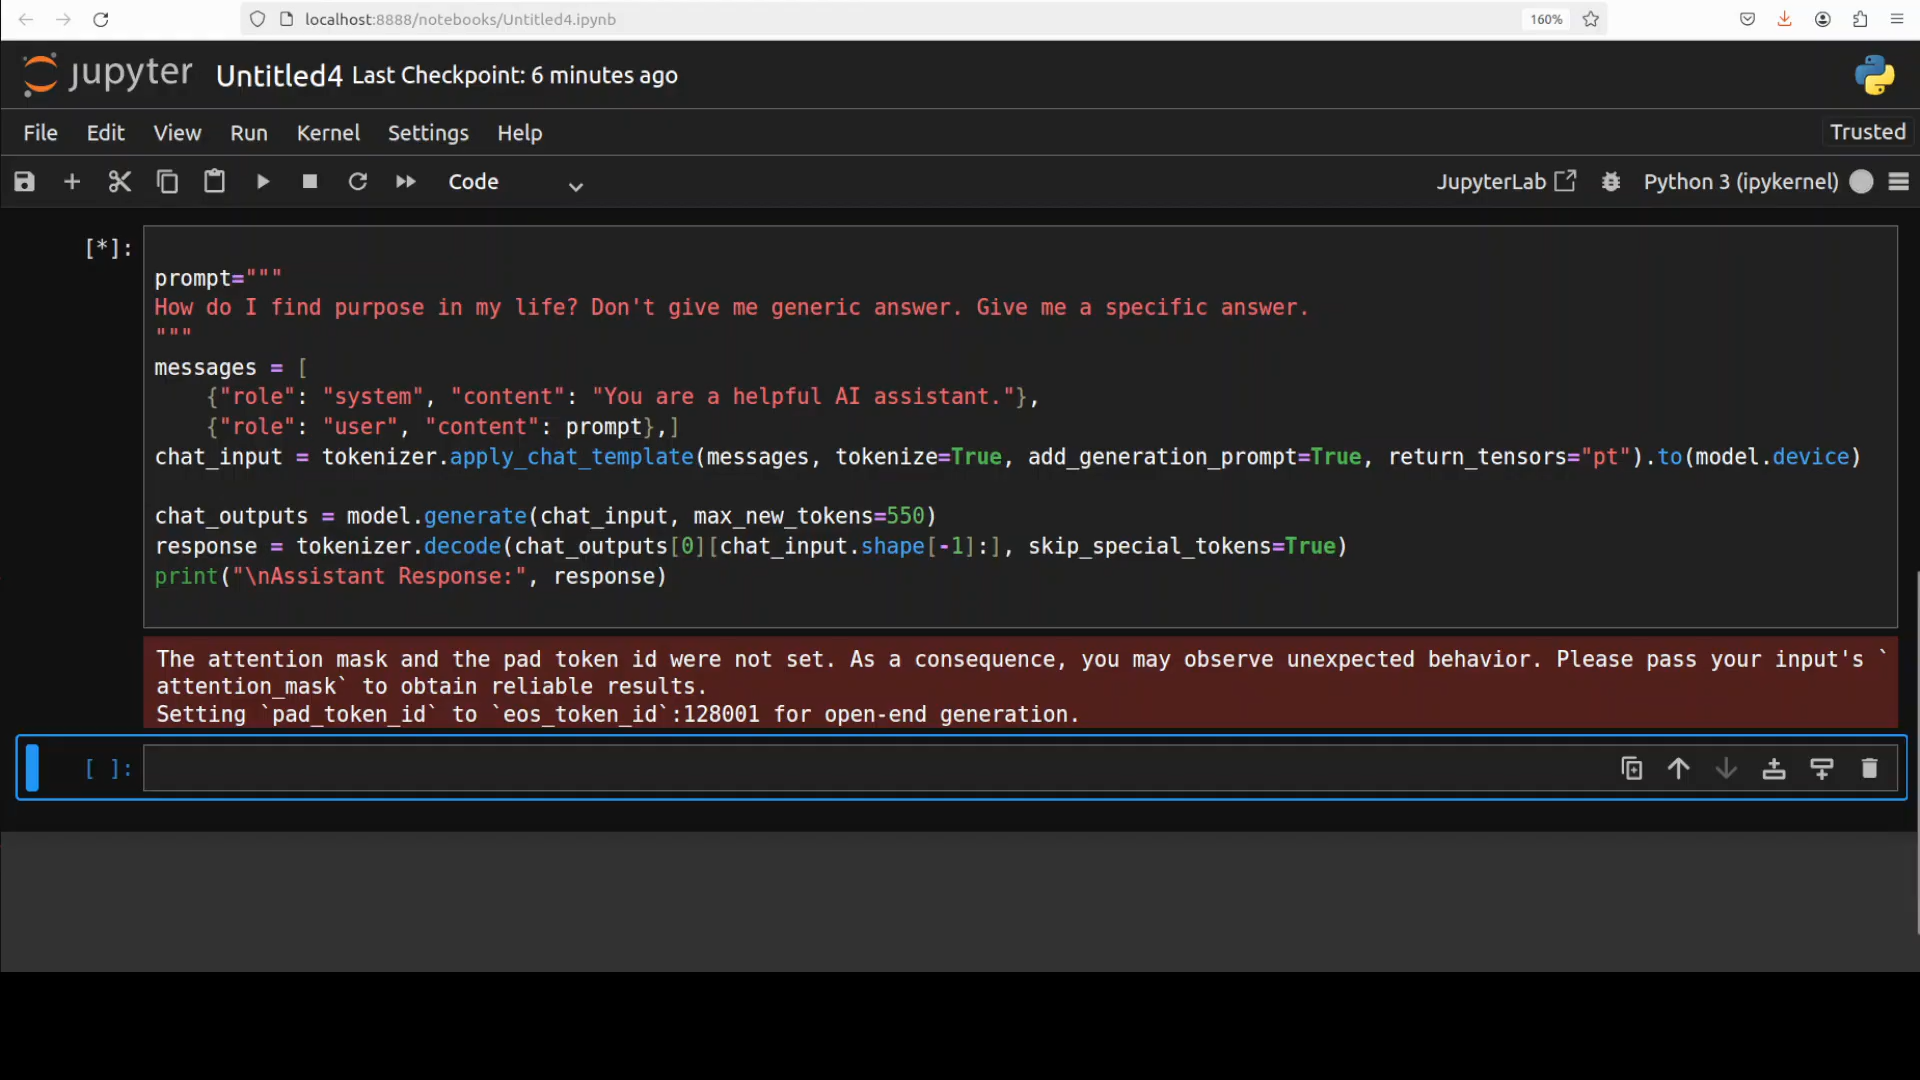 localhost:8888/notebooks/Untitled4.ipynb
160%
jupyter Untitled4 Last Checkpoint: 6 minutes ago
File Edit View Run Kernel Settings Help
Trusted
Code
JupyterLab
Python 3 (ipykernel)
[*]:
prompt="""
How do I find purpose in my life? Don't give me generic answer. Give me a specific answer.
"""
messages = [
    {"role": "system", "content": "You are a helpful AI assistant."},
    {"role": "user", "content": prompt},]
chat_input = tokenizer.apply_chat_template(messages, tokenize=True, add_generation_prompt=True, return_tensors="pt").to(model.device)
chat_outputs = model.generate(chat_input, max_new_tokens=550)
response = tokenizer.decode(chat_outputs[0][chat_input.shape[-1]:], skip_special_tokens=True)
print("\nAssistant Response:", response)
The attention mask and the pad token id were not set. As a consequence, you may observe unexpected behavior. Please pass your input's `
attention_mask` to obtain reliable results.
Setting `pad_token_id` to `eos_token_id`:128001 for open-end generation.
[ ]: